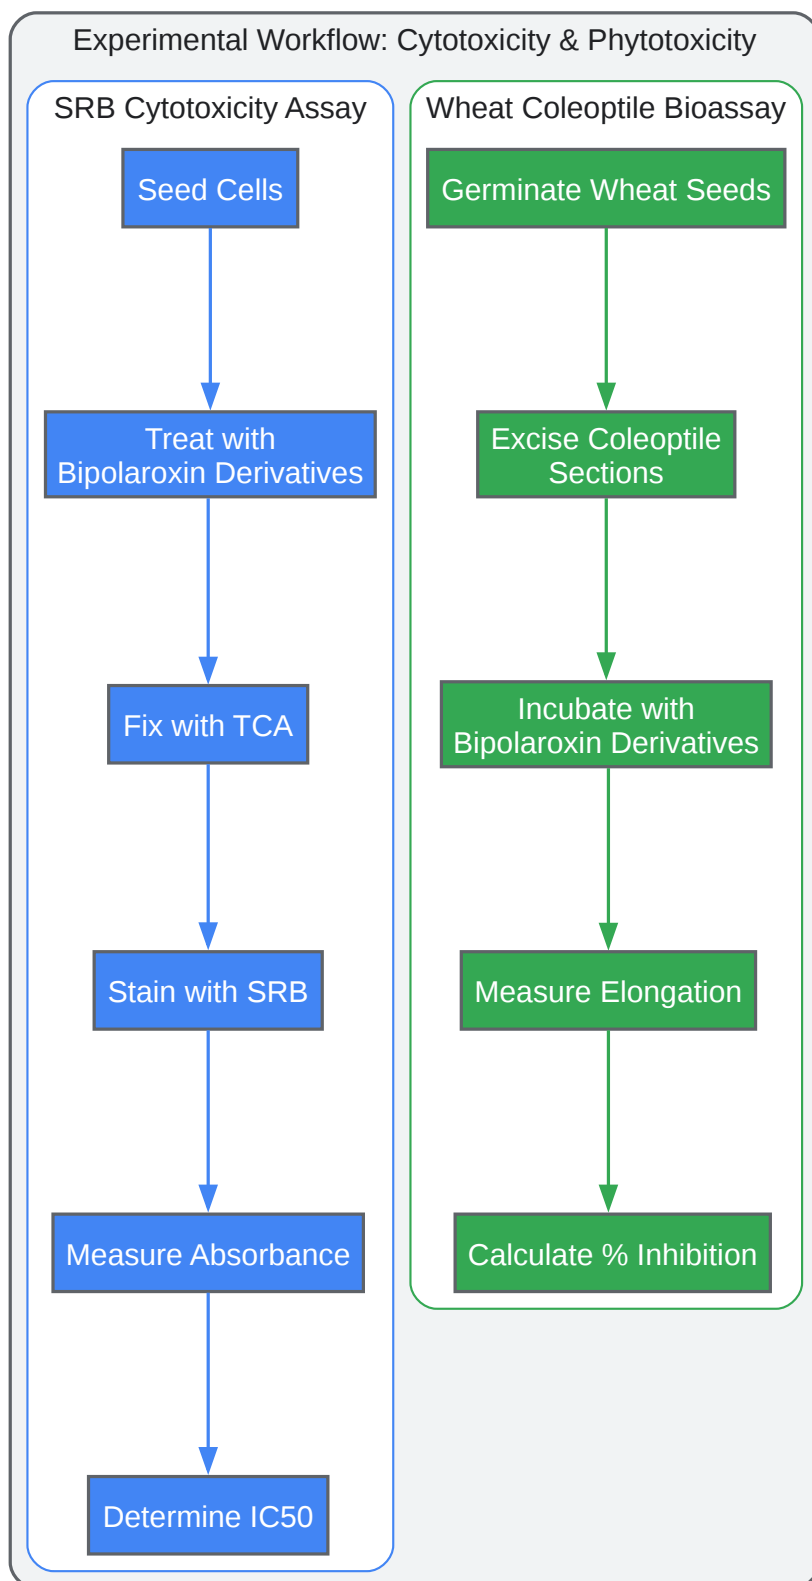 Experimental Workflow: Cytotoxicity & Phytotoxicity
SRB Cytotoxicity Assay
Seed Cells
Treat with
Bipolaroxin Derivatives
Fix with TCA
Stain with SRB
Measure Absorbance
Determine IC50
Wheat Coleoptile Bioassay
Germinate Wheat Seeds
Excise Coleoptile
Sections
Incubate with
Bipolaroxin Derivatives
Measure Elongation
Calculate % Inhibition